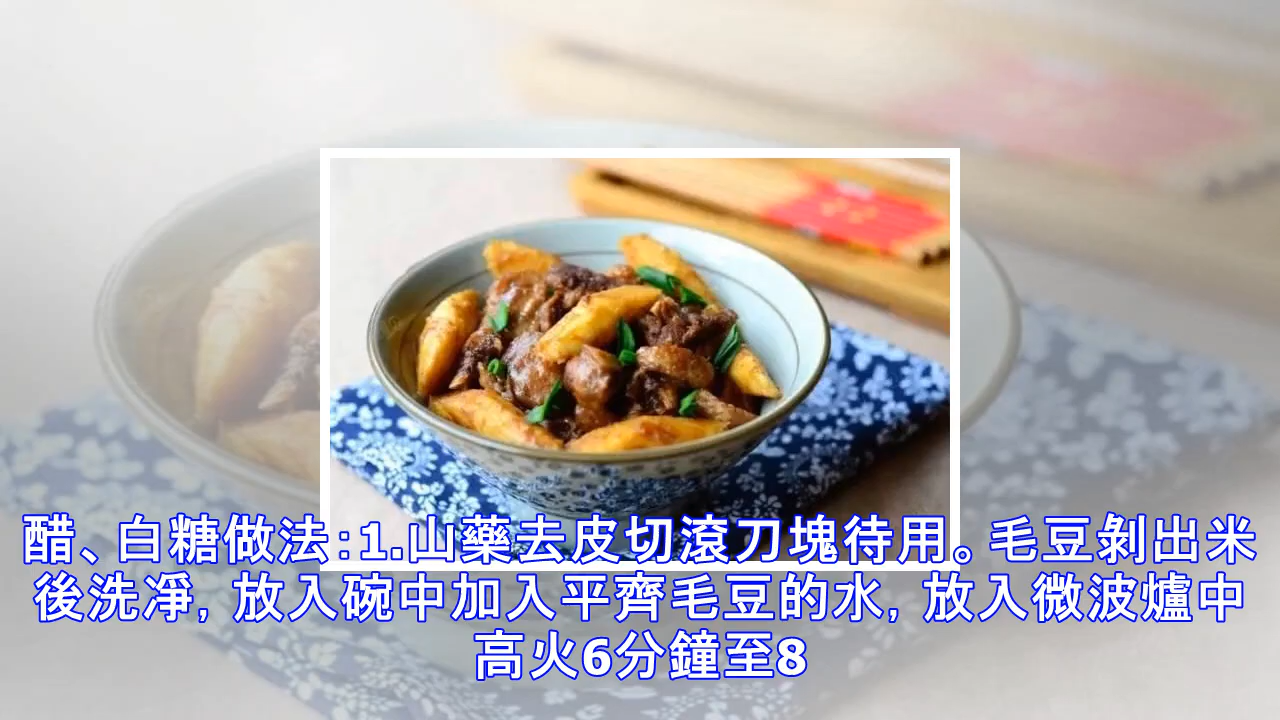 醋、白糖做法:1.山藥去皮切滾刀塊待用。毛豆剝出米
後洗凈, 放入碗中加入平齊毛豆的水, 放入微波爐中
高火6分鐘至8